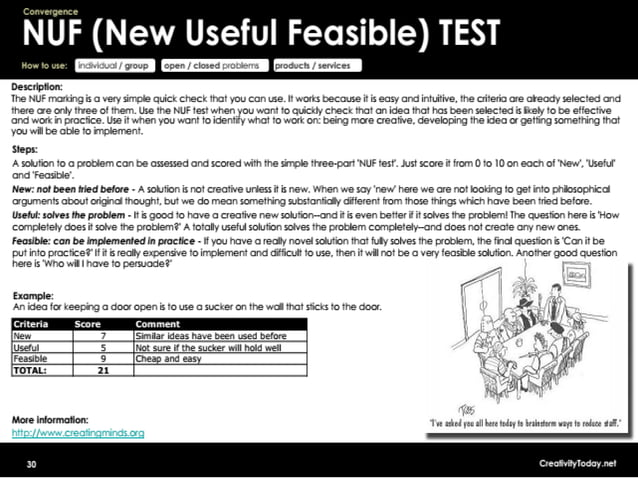 Convergence
NUF (New Useful Feasible) TEST
How to use: individual / group open / closed problems products / services
Description:
The NUF marking is a very simple quick check that you can use. It works because it is easy and intuitive, the criteria are already selected and
there are only three of them. Use the NUF test when you want to quickly check that an idea that has been selected is likely to be effective
and work in practice. Use it when you want to identify what to work on: being more creative, developing the idea or getting something that
you will be able to implement.
Steps:
A solution to a problem can be assessed and scored with the simple three-part 'NUF test'. Just score it from 0 to 10 on each of 'New', 'Useful'
and 'Feasible'.
New: not been tried before - A solution is not creative unless it is new. When we say 'new' here we are not looking to get into philosophical
arguments about original thought, but we do mean something substantially different from those things which have been tried before.
Useful: solves the problem - It is good to have a creative new solution--and it is even better if it solves the problem! The question here is 'How
completely does it solve the problem?' A totally useful solution solves the problem completely--and does not create any new ones.
Feasible: can be implemented in practice - If you have a really novel solution that fully solves the problem, the final question is 'Can it be
put into practice?' If it is really expensive to implement and difficult to use, then it will not be a very feasible solution. Another good question
here is 'Who will I have to persuade?'
Example:
An idea for keeping a door open is to use a sucker on the wall that sticks to the door.
Criteria Score Comment
New 7 Similar ideas have been used before
Useful 5 Not sure if the sucker will hold well
Feasible 9 Cheap and easy
TOTAL: 21
"I've asked you all here today to brainstorm ways to reduce staff."
More information:
http://www.creatingminds.org
30
CreativityToday.net